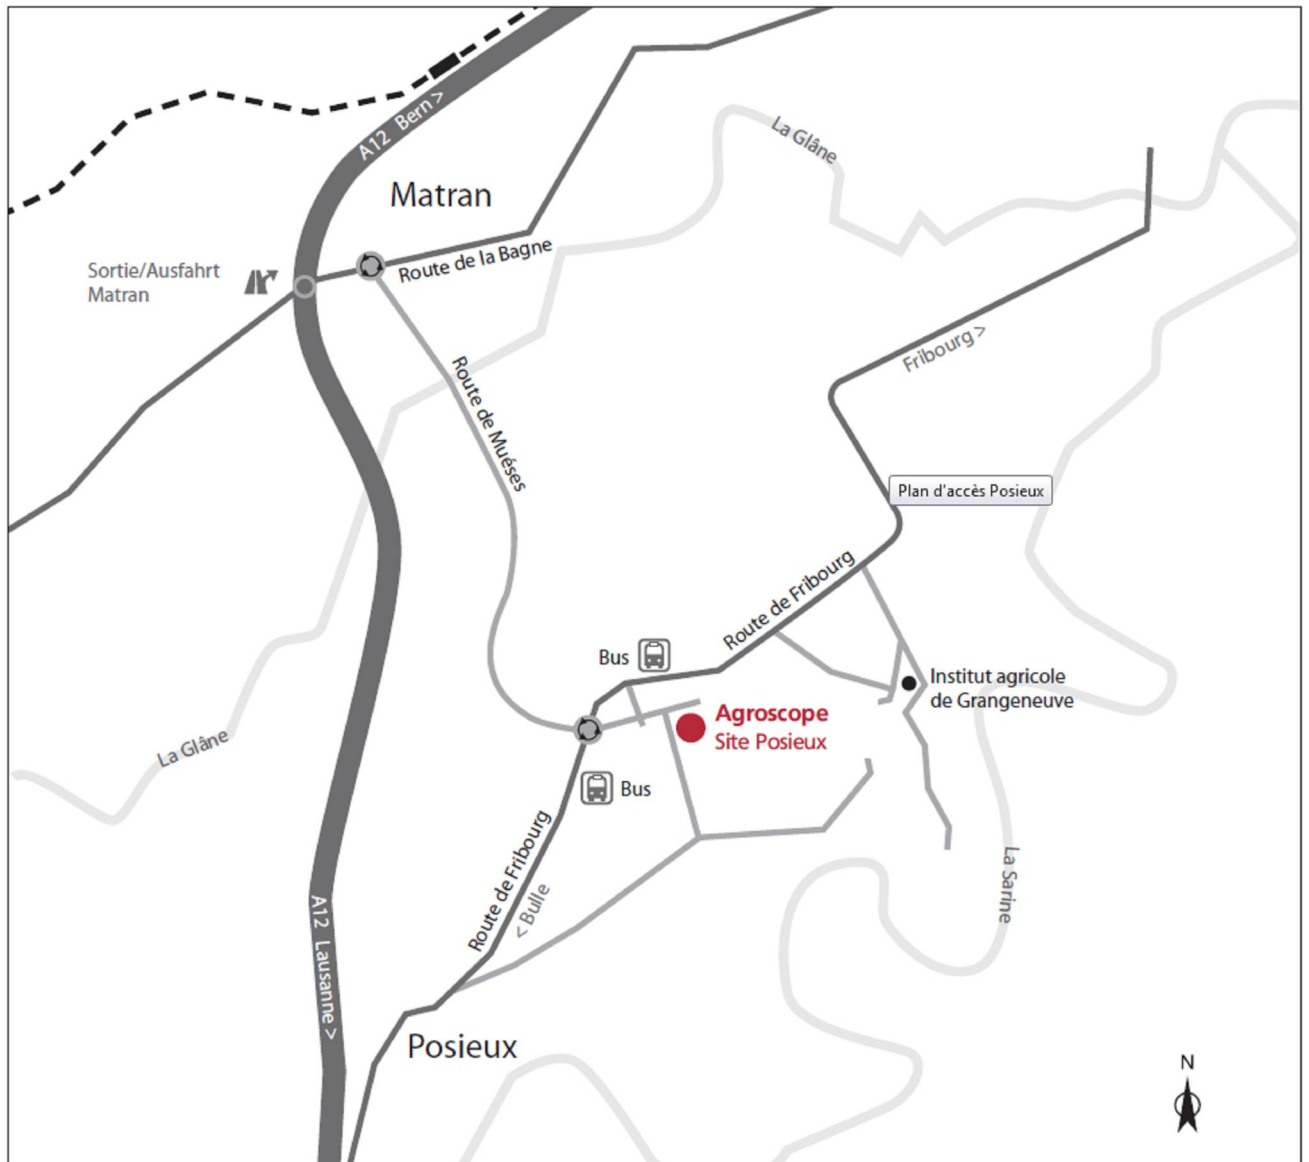 A12 Bern >
La Glâne
Matran
Route de la Bagne
Sortie/Ausfahrt
Matran
Fribourg >
Route de Muéses
Plan d'accès Posieux
Route de Fribourg
Bus
Institut agricole
de Grangeneuve
Agroscope
Site Posieux
La Glâne
Bus
Route de Fribourg
< Bulle
La Sarine
A12 Lausanne >
Posieux
N